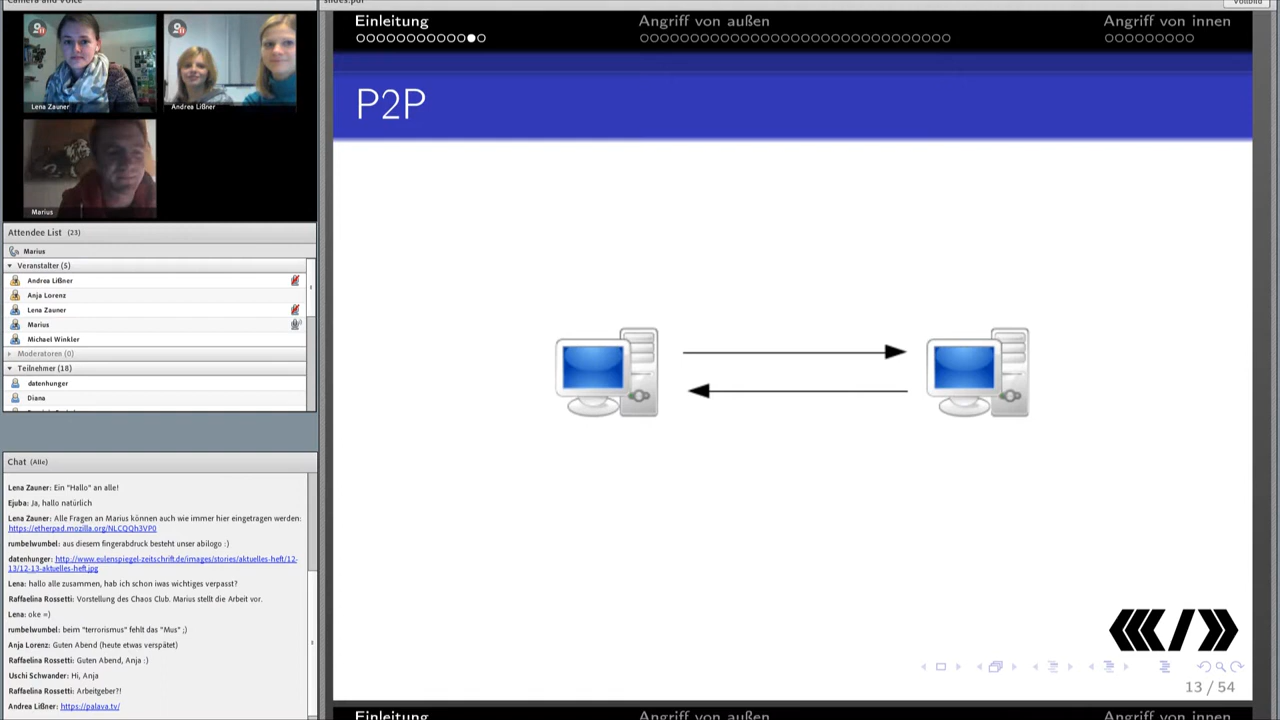 Camera and Voice
Lena Zauner
Andrea Lißner
Marius
Attendee List (23)
Marius
Veranstalter (5)
Andrea Lißner
Anja Lorenz
Lena Zauner
Marius
Michael Winkler
Moderatoren (0)
Teilnehmer (18)
datenhunger
Diana
Chat (Alle)
Lena Zauner: Ein "Hallo" an alle!
Ejuba: Ja, hallo natürlich
Lena Zauner: Alle Fragen an Marius können auch wie immer hier eingetragen werden:
https://etherpad.mozilla.org/NLCQQh3VP0
rumbelwumbel: aus diesem fingerabdruck besteht unser abilogo :)
datenhunger: http://www.eulenspiegel-zeitschrift.de/images/stories/aktuelles-heft/12-
13/12-13-aktuelles-heft.jpg
Lena: hallo alle zusammen, hab ich schon iwas wichtiges verpasst?
Raffaelina Rossetti: Vorstellung des Chaos Club. Marius stellt die Arbeit vor.
Lena: oke =)
rumbelwumbel: beim "terrorismus" fehlt das "Mus" ;)
Anja Lorenz: Guten Abend (heute etwas verspätet)
Raffaelina Rossetti: Guten Abend, Anja :)
Uschi Schwander: Hi, Anja
Raffaelina Rossetti: Arbeitgeber?!
Andrea Lißner: https://palava.tv/
slides.pdf
Vollbild
Einleitung
Angriff von außen
Angriff von innen
P2P
13 / 54
Einleitung
Angriff von außen
Angriff von innen